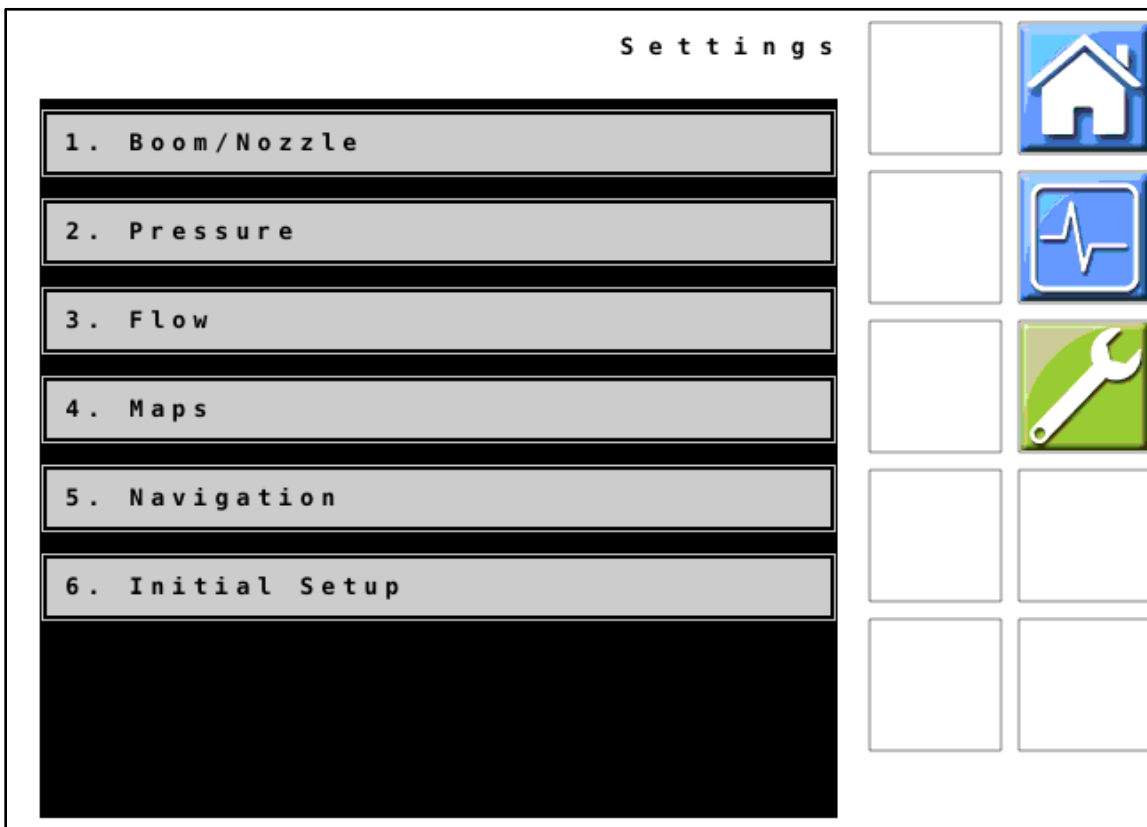 Settings
1. Boom/Nozzle
2. Pressure
3. Flow
4. Maps
5. Navigation
6. Initial Setup